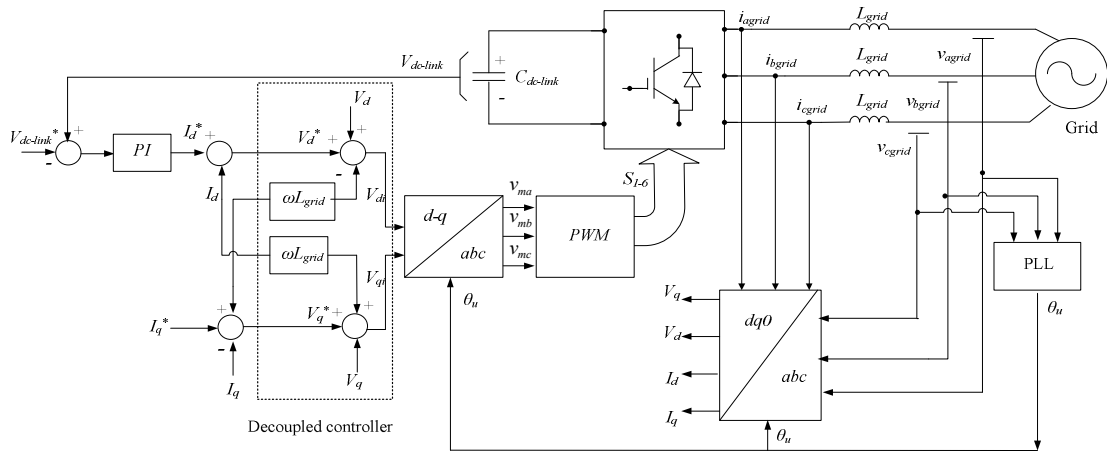 i_agrid
L_grid
v_agrid
V_dc-link
+
C_dc-link
-
i_bgrid
L_grid
v_bgrid
i_cgrid
L_grid
v_cgrid
Grid
V_d
V_dc-link*
+
-
PI
I_d*
+
V_d*
+
-
I_d
ωL_grid
V_di
S_1-6
d-q
abc
v_ma
v_mb
v_mc
PWM
PLL
ωL_grid
V_qi
θ_u
θ_u
I_q*
+
-
V_q*
+
+
I_q
V_q
V_q
V_d
I_d
I_q
dq0
abc
θ_u
Decoupled controller